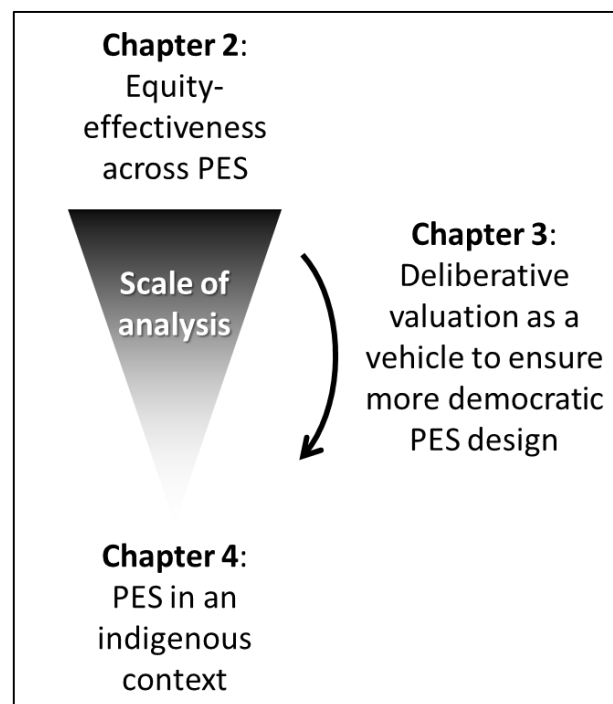 Chapter 2:
Equity-
effectiveness
across PES
Scale of
analysis
Chapter 3:
Deliberative
valuation as a
vehicle to ensure
more democratic
PES design
Chapter 4:
PES in an
indigenous
context